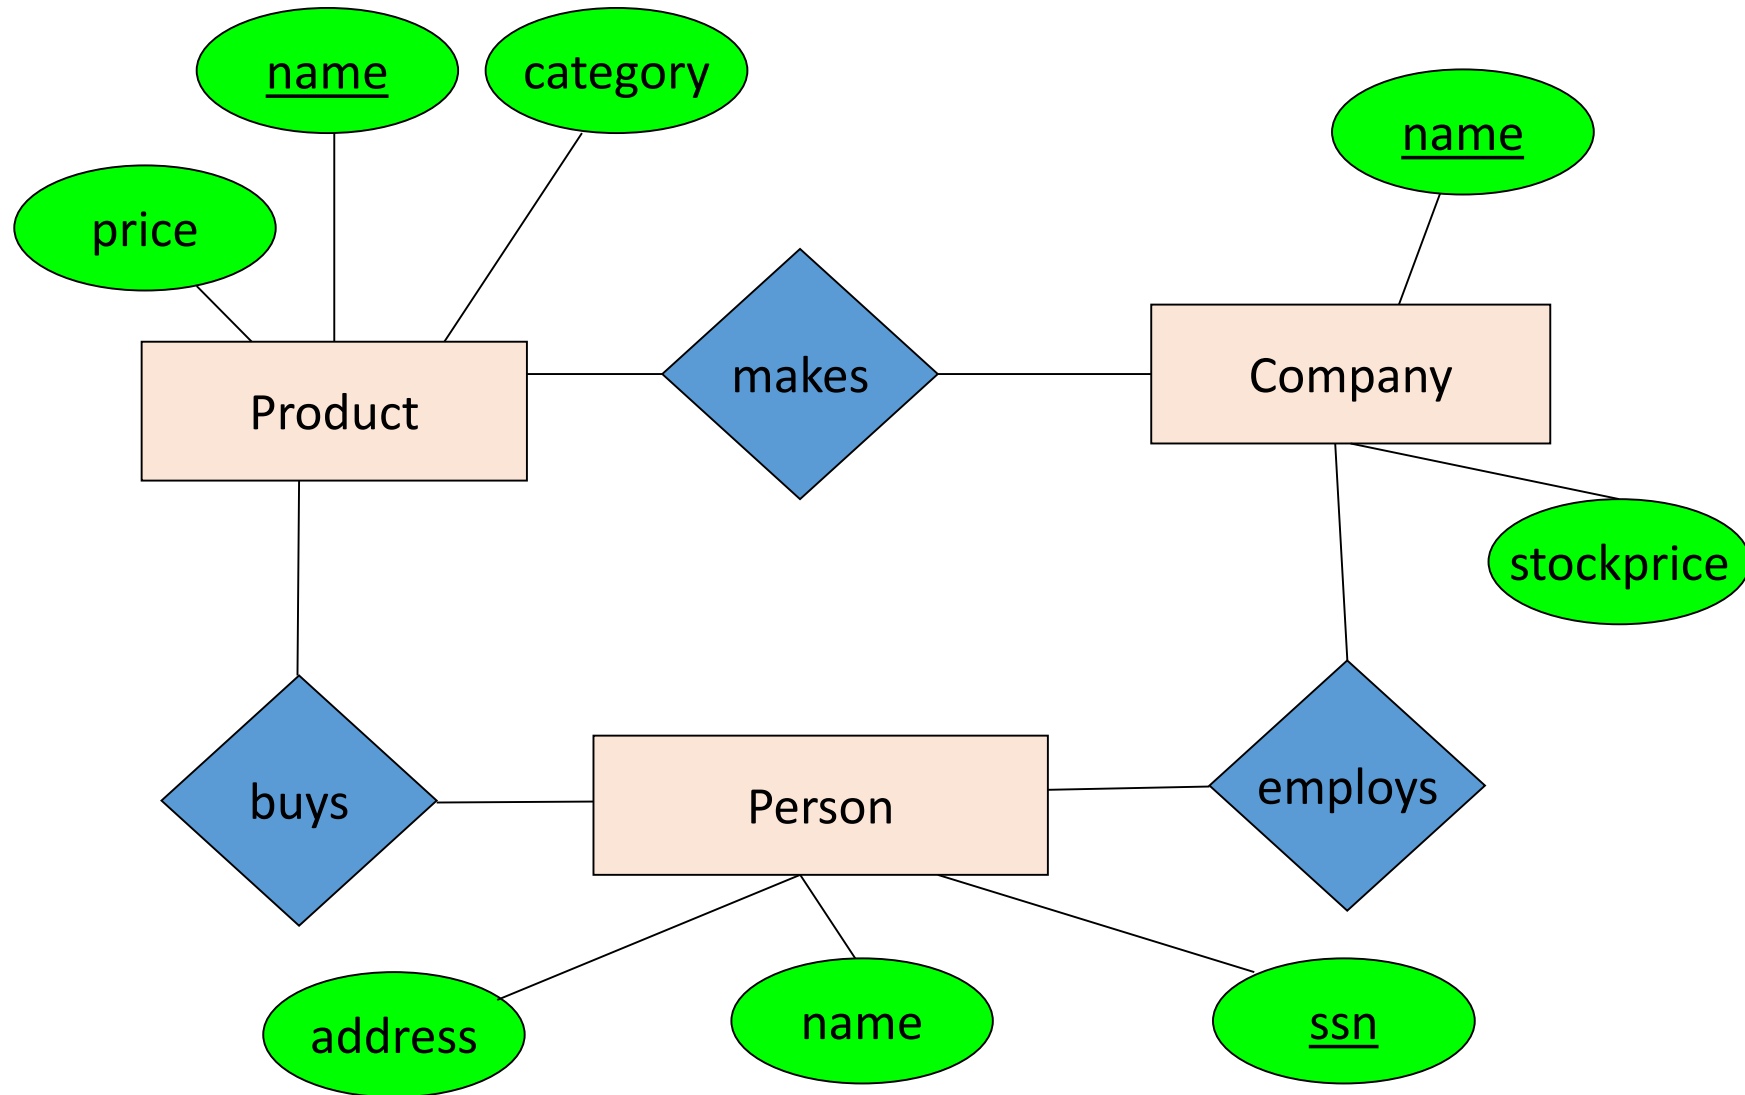 name
category
name
price
makes
Company
Product
stockprice
employs
buys
Person
name
ssn
address